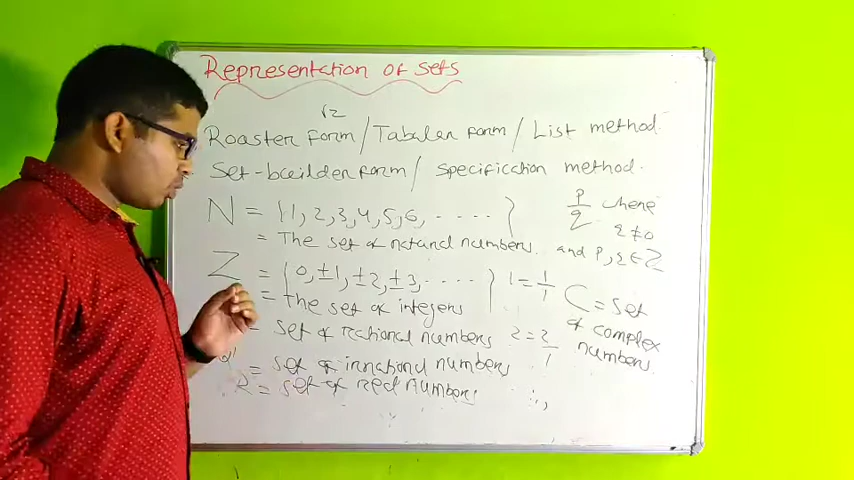 Representation of Sets
√2
Roaster form / Tabular form / List method.
Set-builder form / specification method.
N = {1, 2, 3, 4, 5, 6, .....}
= The set of natural numbers.
Z = {0, ±1, ±2, ±3, .....}
= The set of integers
= set of rational numbers
Q' = set of irrational numbers
R = set of real numbers
p/q where
q ≠ 0
and p, q ∈ Z
1 = 1/1
2 = 2/1
C = set
of complex
numbers